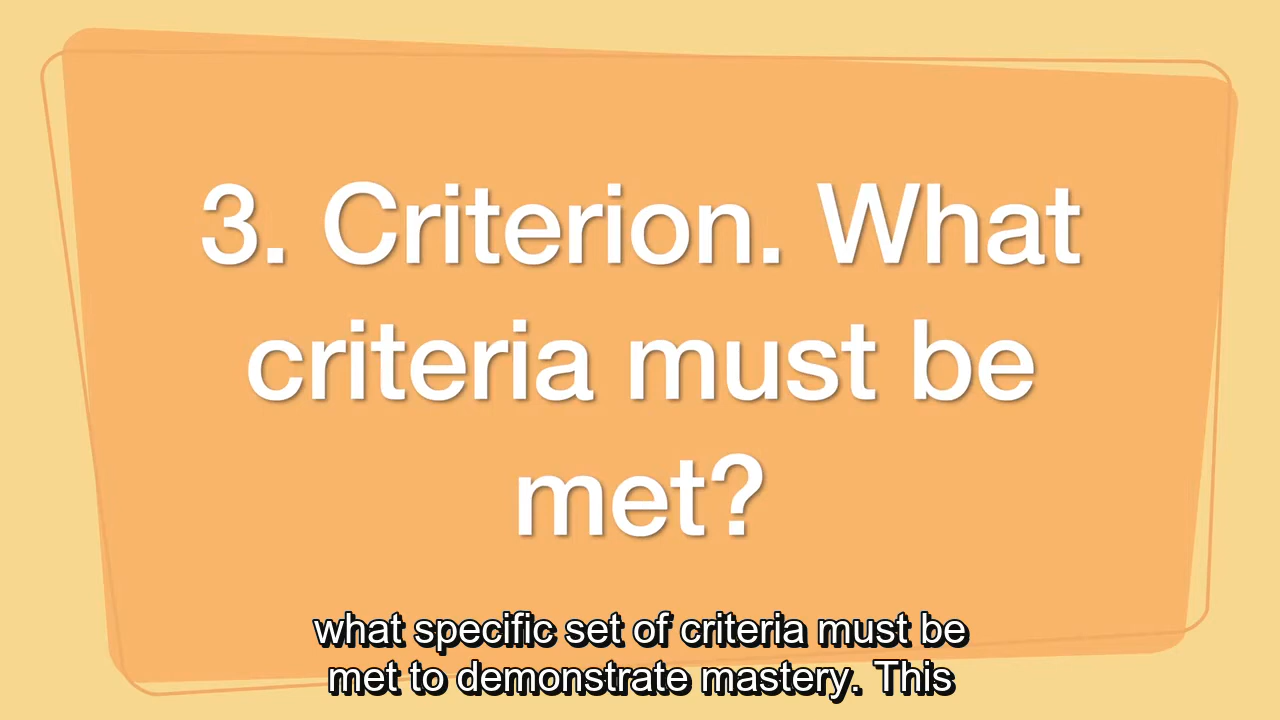 3. Criterion. What
criteria must be
met?
what specific set of criteria must be
met to demonstrate mastery. This